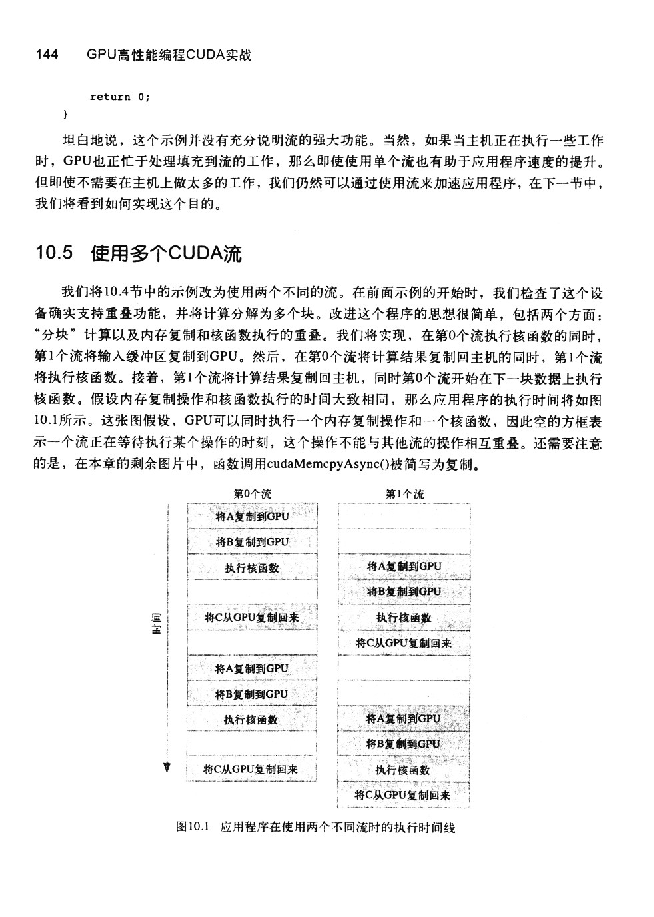 144 GPU高性能编程CUDA实战
return 0;
}
坦白地说，这个示例并没有充分说明流的强大功能。当然，如果当主机正在执行一些工作
时，GPU也正忙于处理填充到流的工作，那么即使使用单个流也有助于应用程序速度的提升。
但即使不需要在主机上做太多的工作，我们仍然可以通过使用流来加速应用程序，在下一节中，
我们将看到如何实现这个目的。
10.5 使用多个CUDA流
我们将10.4节中的示例改为使用两个不同的流。在前面示例的开始时，我们检查了这个设
备确实支持重叠功能，并将计算分解为多个块。改进这个程序的思想很简单，包括两个方面：
“分块”计算以及内存复制和核函数执行的重叠。我们将实现，在第0个流执行核函数的同时，
第1个流将输入缓冲区复制到GPU。然后，在第0个流将计算结果复制回主机的同时，第1个流
将执行核函数。接着，第1个流将计算结果复制回主机，同时第0个流开始在下一块数据上执行
核函数。假设内存复制操作和核函数执行的时间大致相同，那么应用程序的执行时间将如图
10.1所示。这张图假设，GPU可以同时执行一个内存复制操作和一个核函数，因此空的方框表
示一个流正在等待执行某个操作的时刻，这个操作不能与其他流的操作相互重叠。还需要注意
的是，在本章的剩余图片中，函数调用cudaMemcpyAsync()被简写为复制。
第0个流
将A复制到GPU
将B复制到GPU
执行核函数
将C从GPU复制回来
将A复制到GPU
将B复制到GPU
执行核函数
将C从GPU复制回来
第1个流
将A复制到GPU
将B复制到GPU
执行核函数
将C从GPU复制回来
将A复制到GPU
将B复制到GPU
执行核函数
将C从GPU复制回来
图10.1 应用程序在使用两个不同流时的执行时间线